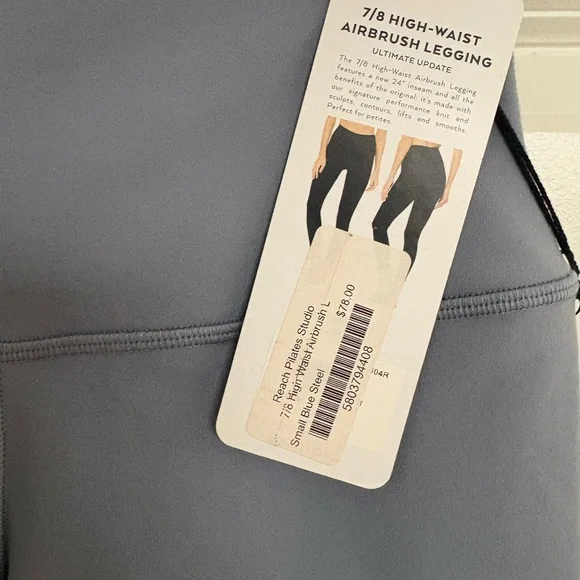 7/8 HIGH-WAIST
AIRBRUSH LEGGING
ULTIMATE UPDATE
The 7/8 High-Waist Airbrush Legging
features a new 24" inseam and all the
benefits of the original: it's made with
our signature performance knit and
sculpts, contours, lifts and smooths.
Perfect for petites.
Reach Pilates Studio
7/8 High Waist Airbrush L
Small Blue Steel
$78.00
5803794408